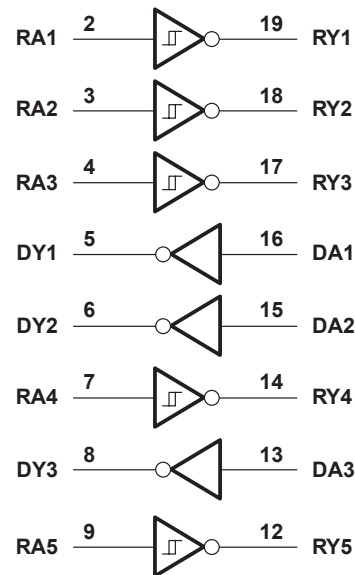 RA1 2 19 RY1
RA2 3 18 RY2
RA3 4 17 RY3
DY1 5 16 DA1
DY2 6 15 DA2
RA4 7 14 RY4
DY3 8 13 DA3
RA5 9 12 RY5